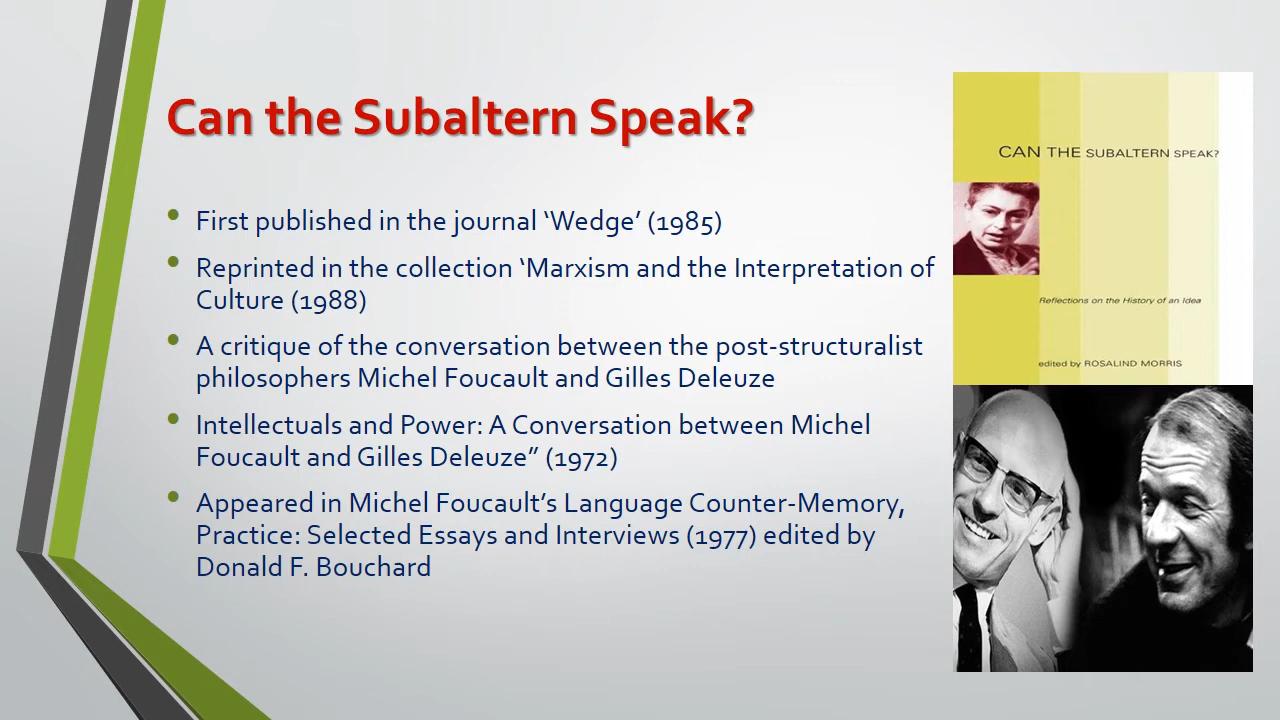 Can the Subaltern Speak?
• First published in the journal ‘Wedge’ (1985)
• Reprinted in the collection ‘Marxism and the Interpretation of
Culture (1988)
• A critique of the conversation between the post-structuralist
philosophers Michel Foucault and Gilles Deleuze
• Intellectuals and Power: A Conversation between Michel
Foucault and Gilles Deleuze” (1972)
• Appeared in Michel Foucault’s Language Counter-Memory,
Practice: Selected Essays and Interviews (1977) edited by
Donald F. Bouchard
CAN THE SUBALTERN SPEAK?
Reflections on the History of an Idea
edited by ROSALIND MORRIS